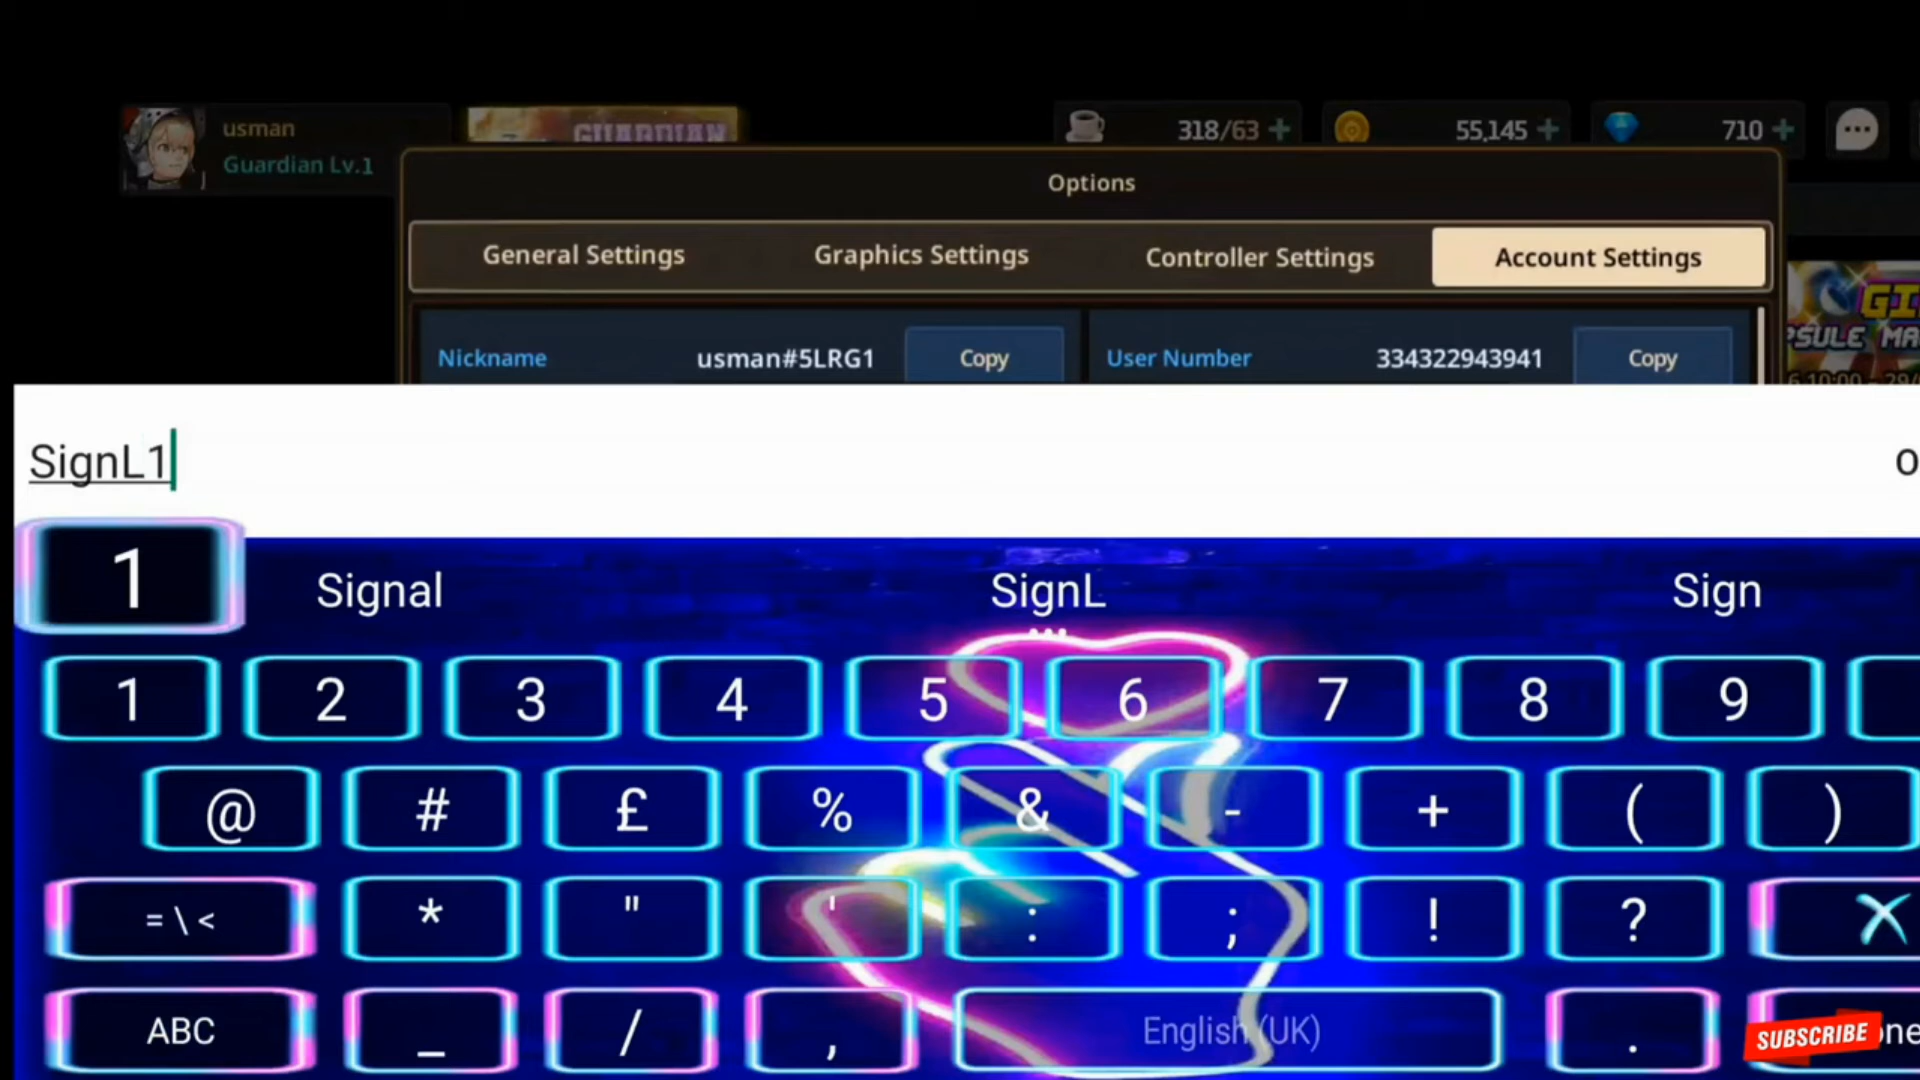 usman
Guardian Lv.1
GUARDIAN
318/63
55,145
710
Options
General Settings
Graphics Settings
Controller Settings
Account Settings
Nickname
usman#5LRG1
Copy
User Number
334322943941
Copy
SignL1
1
Signal
SignL
Sign
1 2 3 4 5 6 7 8 9
@ # £ % & - + ( )
= \ < * " ' : ; ! ?
ABC _ / , English (UK) .
SUBSCRIBE